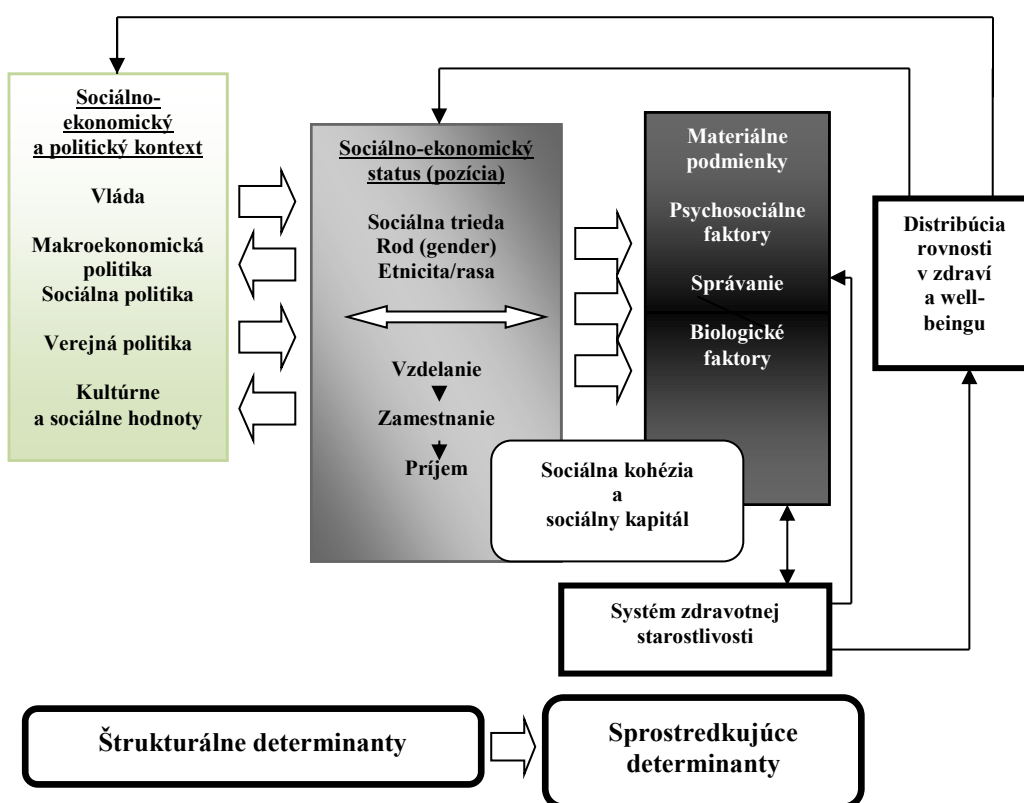 Sociálno-
ekonomický
a politický kontext
Vláda
Makroekonomická
politika
Sociálna politika
Verejná politika
Kultúrne
a sociálne hodnoty
Sociálno-ekonomický
status (pozícia)
Sociálna trieda
Rod (gender)
Etnicita/rasa
Vzdelanie
Zamestnanie
Príjem
Materiálne
podmienky
Psychosociálne
faktory
Správanie
Biologické
faktory
Sociálna kohézia
a
sociálny kapitál
Distribúcia
rovnosti
v zdraví
a well-
beingu
Systém zdravotnej
starostlivosti
Štrukturálne determinanty
Sprostredkujúce
determinanty